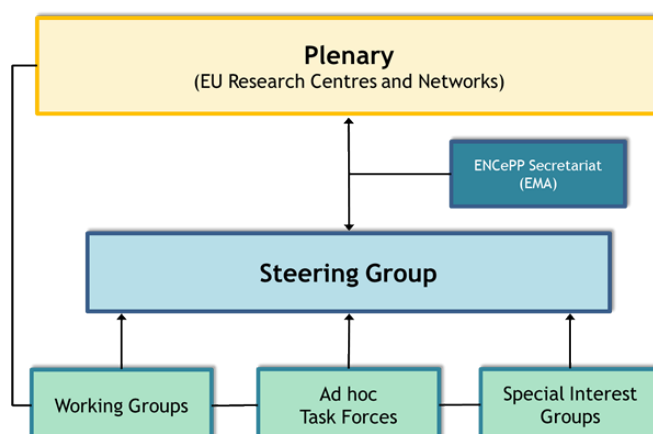 Plenary
(EU Research Centres and Networks)
ENCePP Secretariat
(EMA)
Steering Group
Working Groups
Ad hoc
Task Forces
Special Interest
Groups